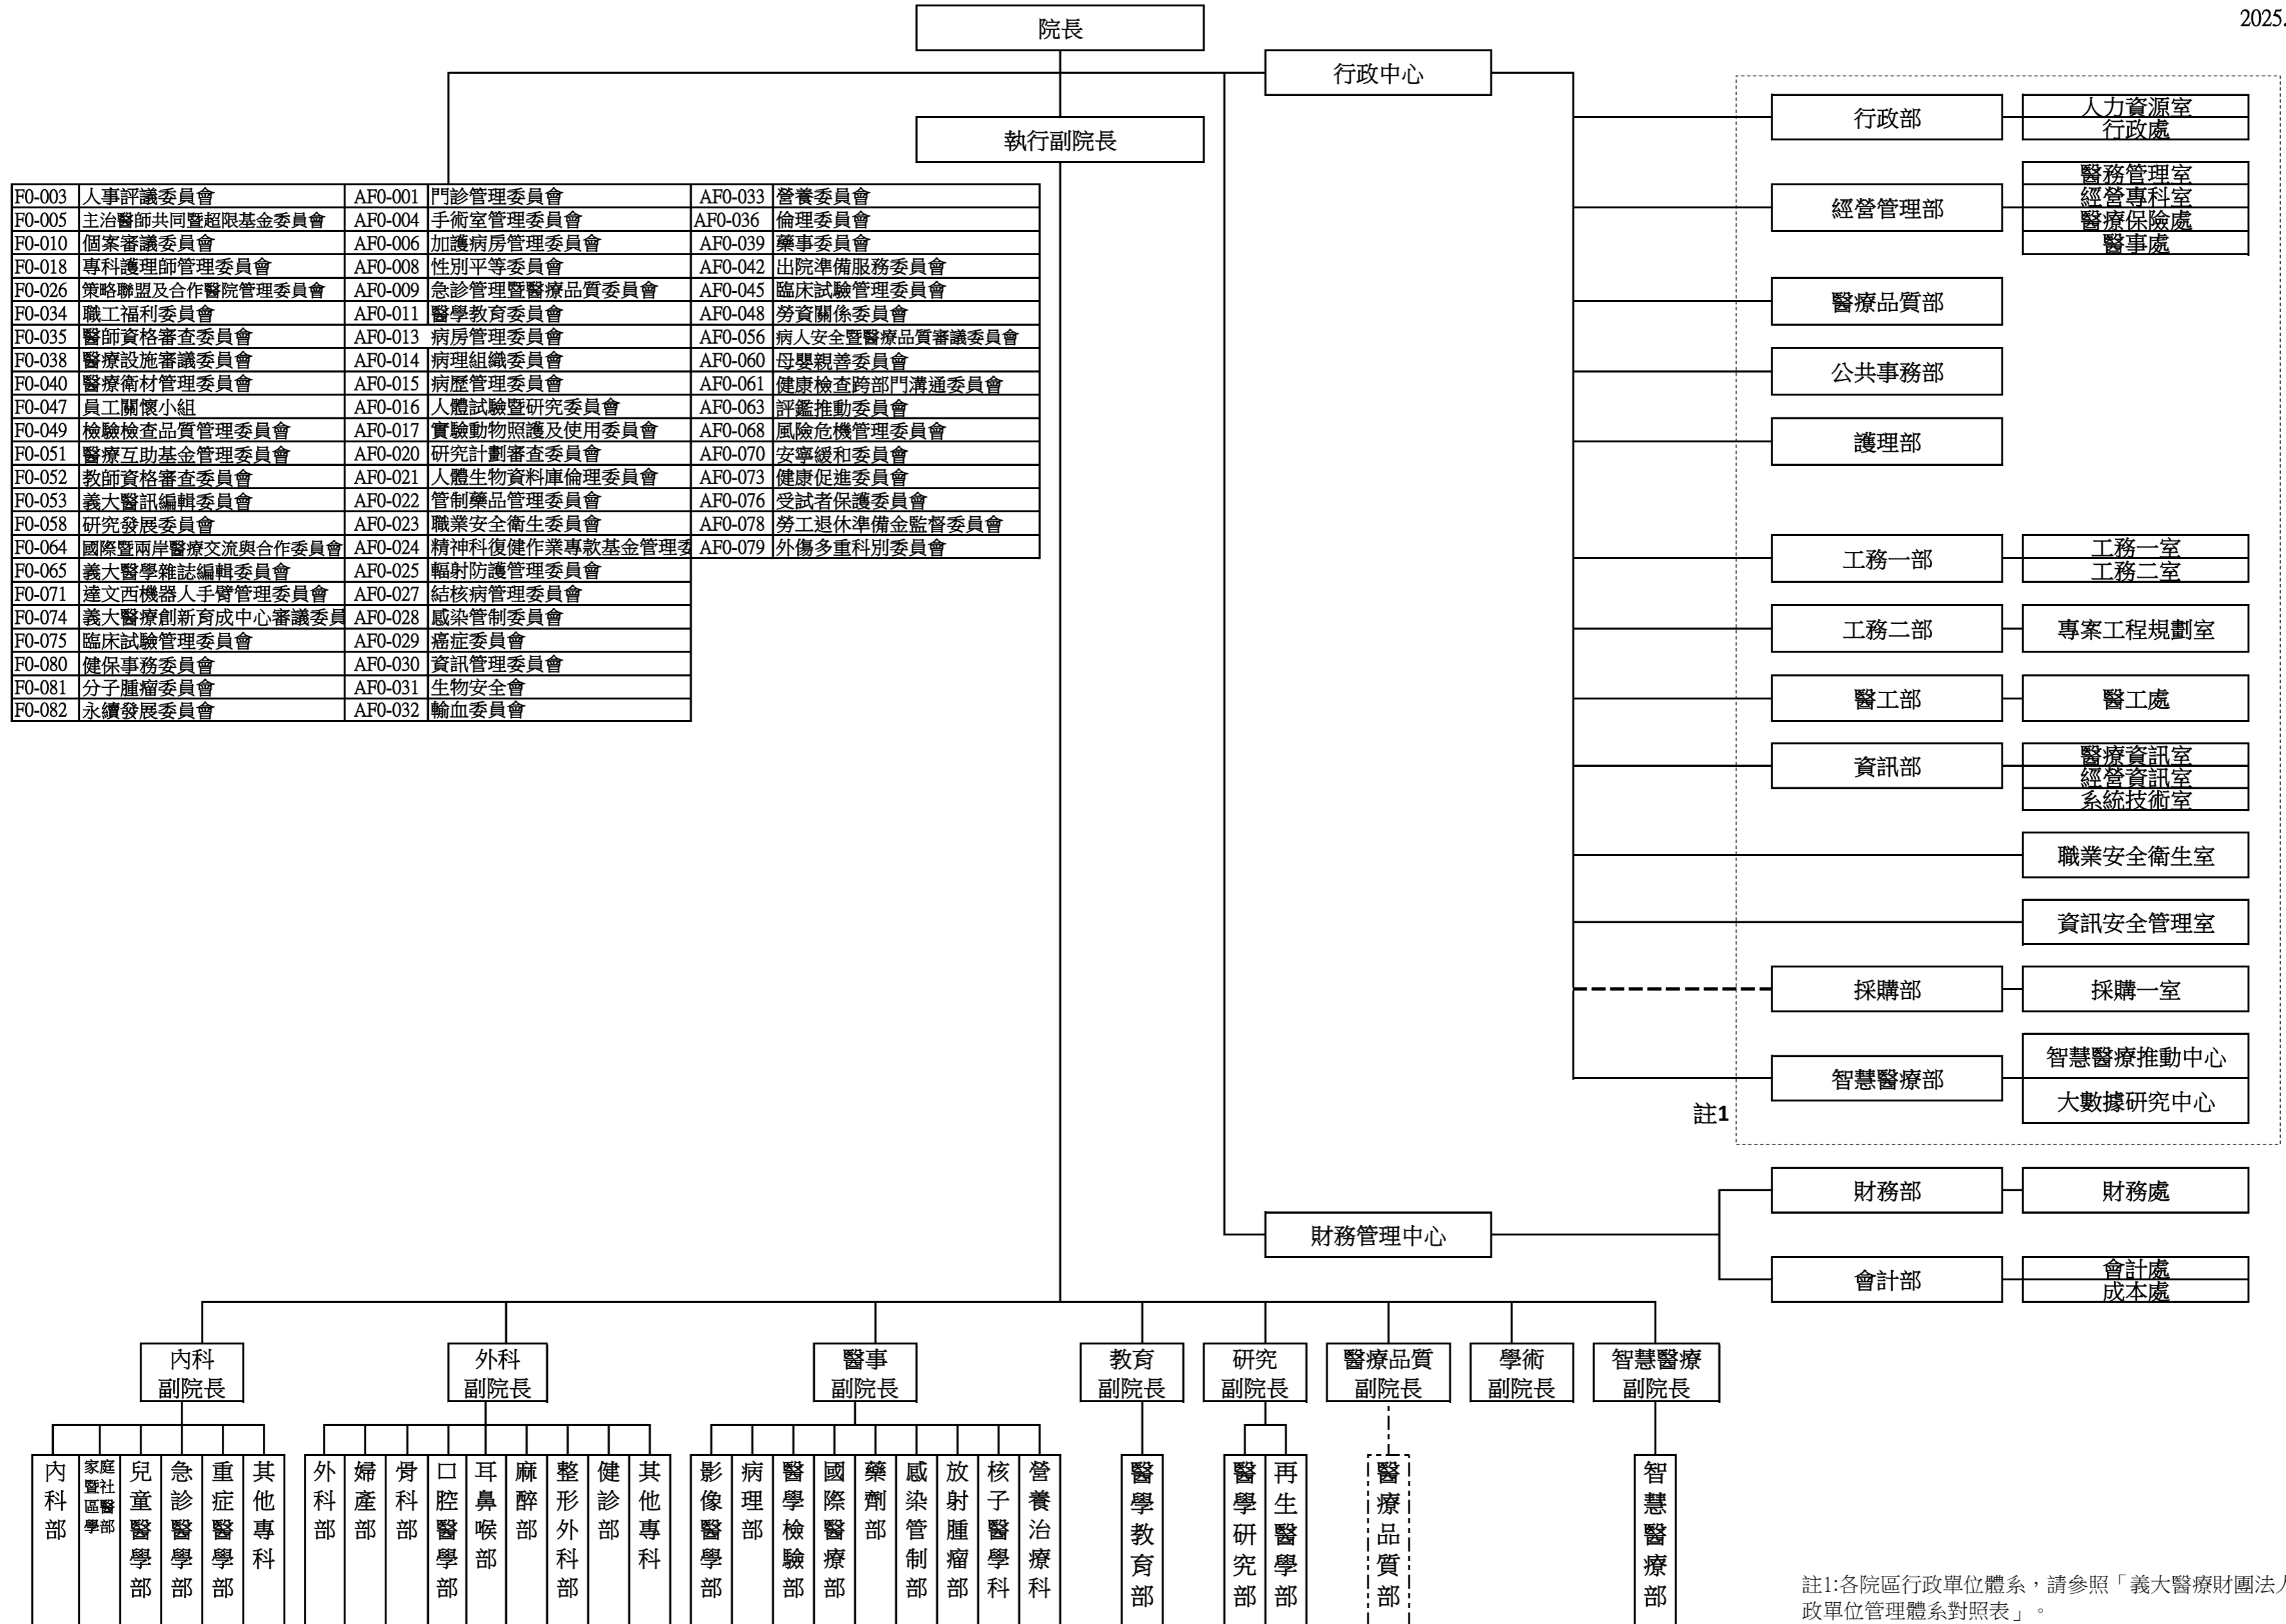 2025.
院長
行政中心
執行副院長
F0-003 人事評議委員會 AF0-001 門診管理委員會 AF0-033 營養委員會
F0-005 主治醫師共同暨超限基金委員會 AF0-004 手術室管理委員會 AF0-036 倫理委員會
F0-010 個案審議委員會 AF0-006 加護病房管理委員會 AF0-039 藥事委員會
F0-018 專科護理師管理委員會 AF0-008 性別平等委員會 AF0-042 出院準備服務委員會
F0-026 策略聯盟及合作醫院管理委員會 AF0-009 急診管理暨醫療品質委員會 AF0-045 臨床試驗管理委員會
F0-034 職工福利委員會 AF0-011 醫學教育委員會 AF0-048 勞資關係委員會
F0-035 醫師資格審查委員會 AF0-013 病房管理委員會 AF0-056 病人安全暨醫療品質審議委員會
F0-038 醫療設施審議委員會 AF0-014 病理組織委員會 AF0-060 母嬰親善委員會
F0-040 醫療衛材管理委員會 AF0-015 病歷管理委員會 AF0-061 健康檢查跨部門溝通委員會
F0-047 員工關懷小組 AF0-016 人體試驗暨研究委員會 AF0-063 評鑑推動委員會
F0-049 檢驗檢查品質管理委員會 AF0-017 實驗動物照護及使用委員會 AF0-068 風險危機管理委員會
F0-051 醫療互助基金管理委員會 AF0-020 研究計劃審查委員會 AF0-070 安寧緩和委員會
F0-052 教師資格審查委員會 AF0-021 人體生物資料庫倫理委員會 AF0-073 健康促進委員會
F0-053 義大醫訊編輯委員會 AF0-022 管制藥品管理委員會 AF0-076 受試者保護委員會
F0-058 研究發展委員會 AF0-023 職業安全衛生委員會 AF0-078 勞工退休準備金監督委員會
F0-064 國際暨兩岸醫療交流與合作委員會 AF0-024 精神科復健作業專款基金管理委 AF0-079 外傷多重科別委員會
F0-065 義大醫學雜誌編輯委員會 AF0-025 輻射防護管理委員會
F0-071 達文西機器人手臂管理委員會 AF0-027 結核病管理委員會
F0-074 義大醫療創新育成中心審議委員 AF0-028 感染管制委員會
F0-075 臨床試驗管理委員會 AF0-029 癌症委員會
F0-080 健保事務委員會 AF0-030 資訊管理委員會
F0-081 分子腫瘤委員會 AF0-031 生物安全會
F0-082 永續發展委員會 AF0-032 輸血委員會
行政部
人力資源室
行政處
經營管理部
醫務管理室
經營專科室
醫療保險處
醫事處
醫療品質部
公共事務部
護理部
工務一部
工務一室
工務二室
工務二部
專案工程規劃室
醫工部
醫工處
資訊部
醫療資訊室
經營資訊室
系統技術室
職業安全衛生室
資訊安全管理室
採購部
採購一室
智慧醫療部
智慧醫療推動中心
大數據研究中心
註1
財務管理中心
財務部
財務處
會計部
會計處
成本處
內科
副院長
外科
副院長
醫事
副院長
教育
副院長
研究
副院長
醫療品質
副院長
學術
副院長
智慧醫療
副院長
內科部
家庭暨社區醫學部
兒童醫學部
急診醫學部
重症醫學部
其他專科
外科部
婦產部
骨科部
口腔醫學部
耳鼻喉部
麻醉部
整形外科部
健診部
其他專科
影像醫學部
病理部
醫學檢驗部
國際醫療部
藥劑部
感染管制部
放射腫瘤部
核子醫學科
營養治療科
醫學教育部
醫學研究部
再生醫學部
醫療品質部
智慧醫療部
註1:各院區行政單位體系，請參照「義大醫療財團法人
政單位管理體系對照表」。